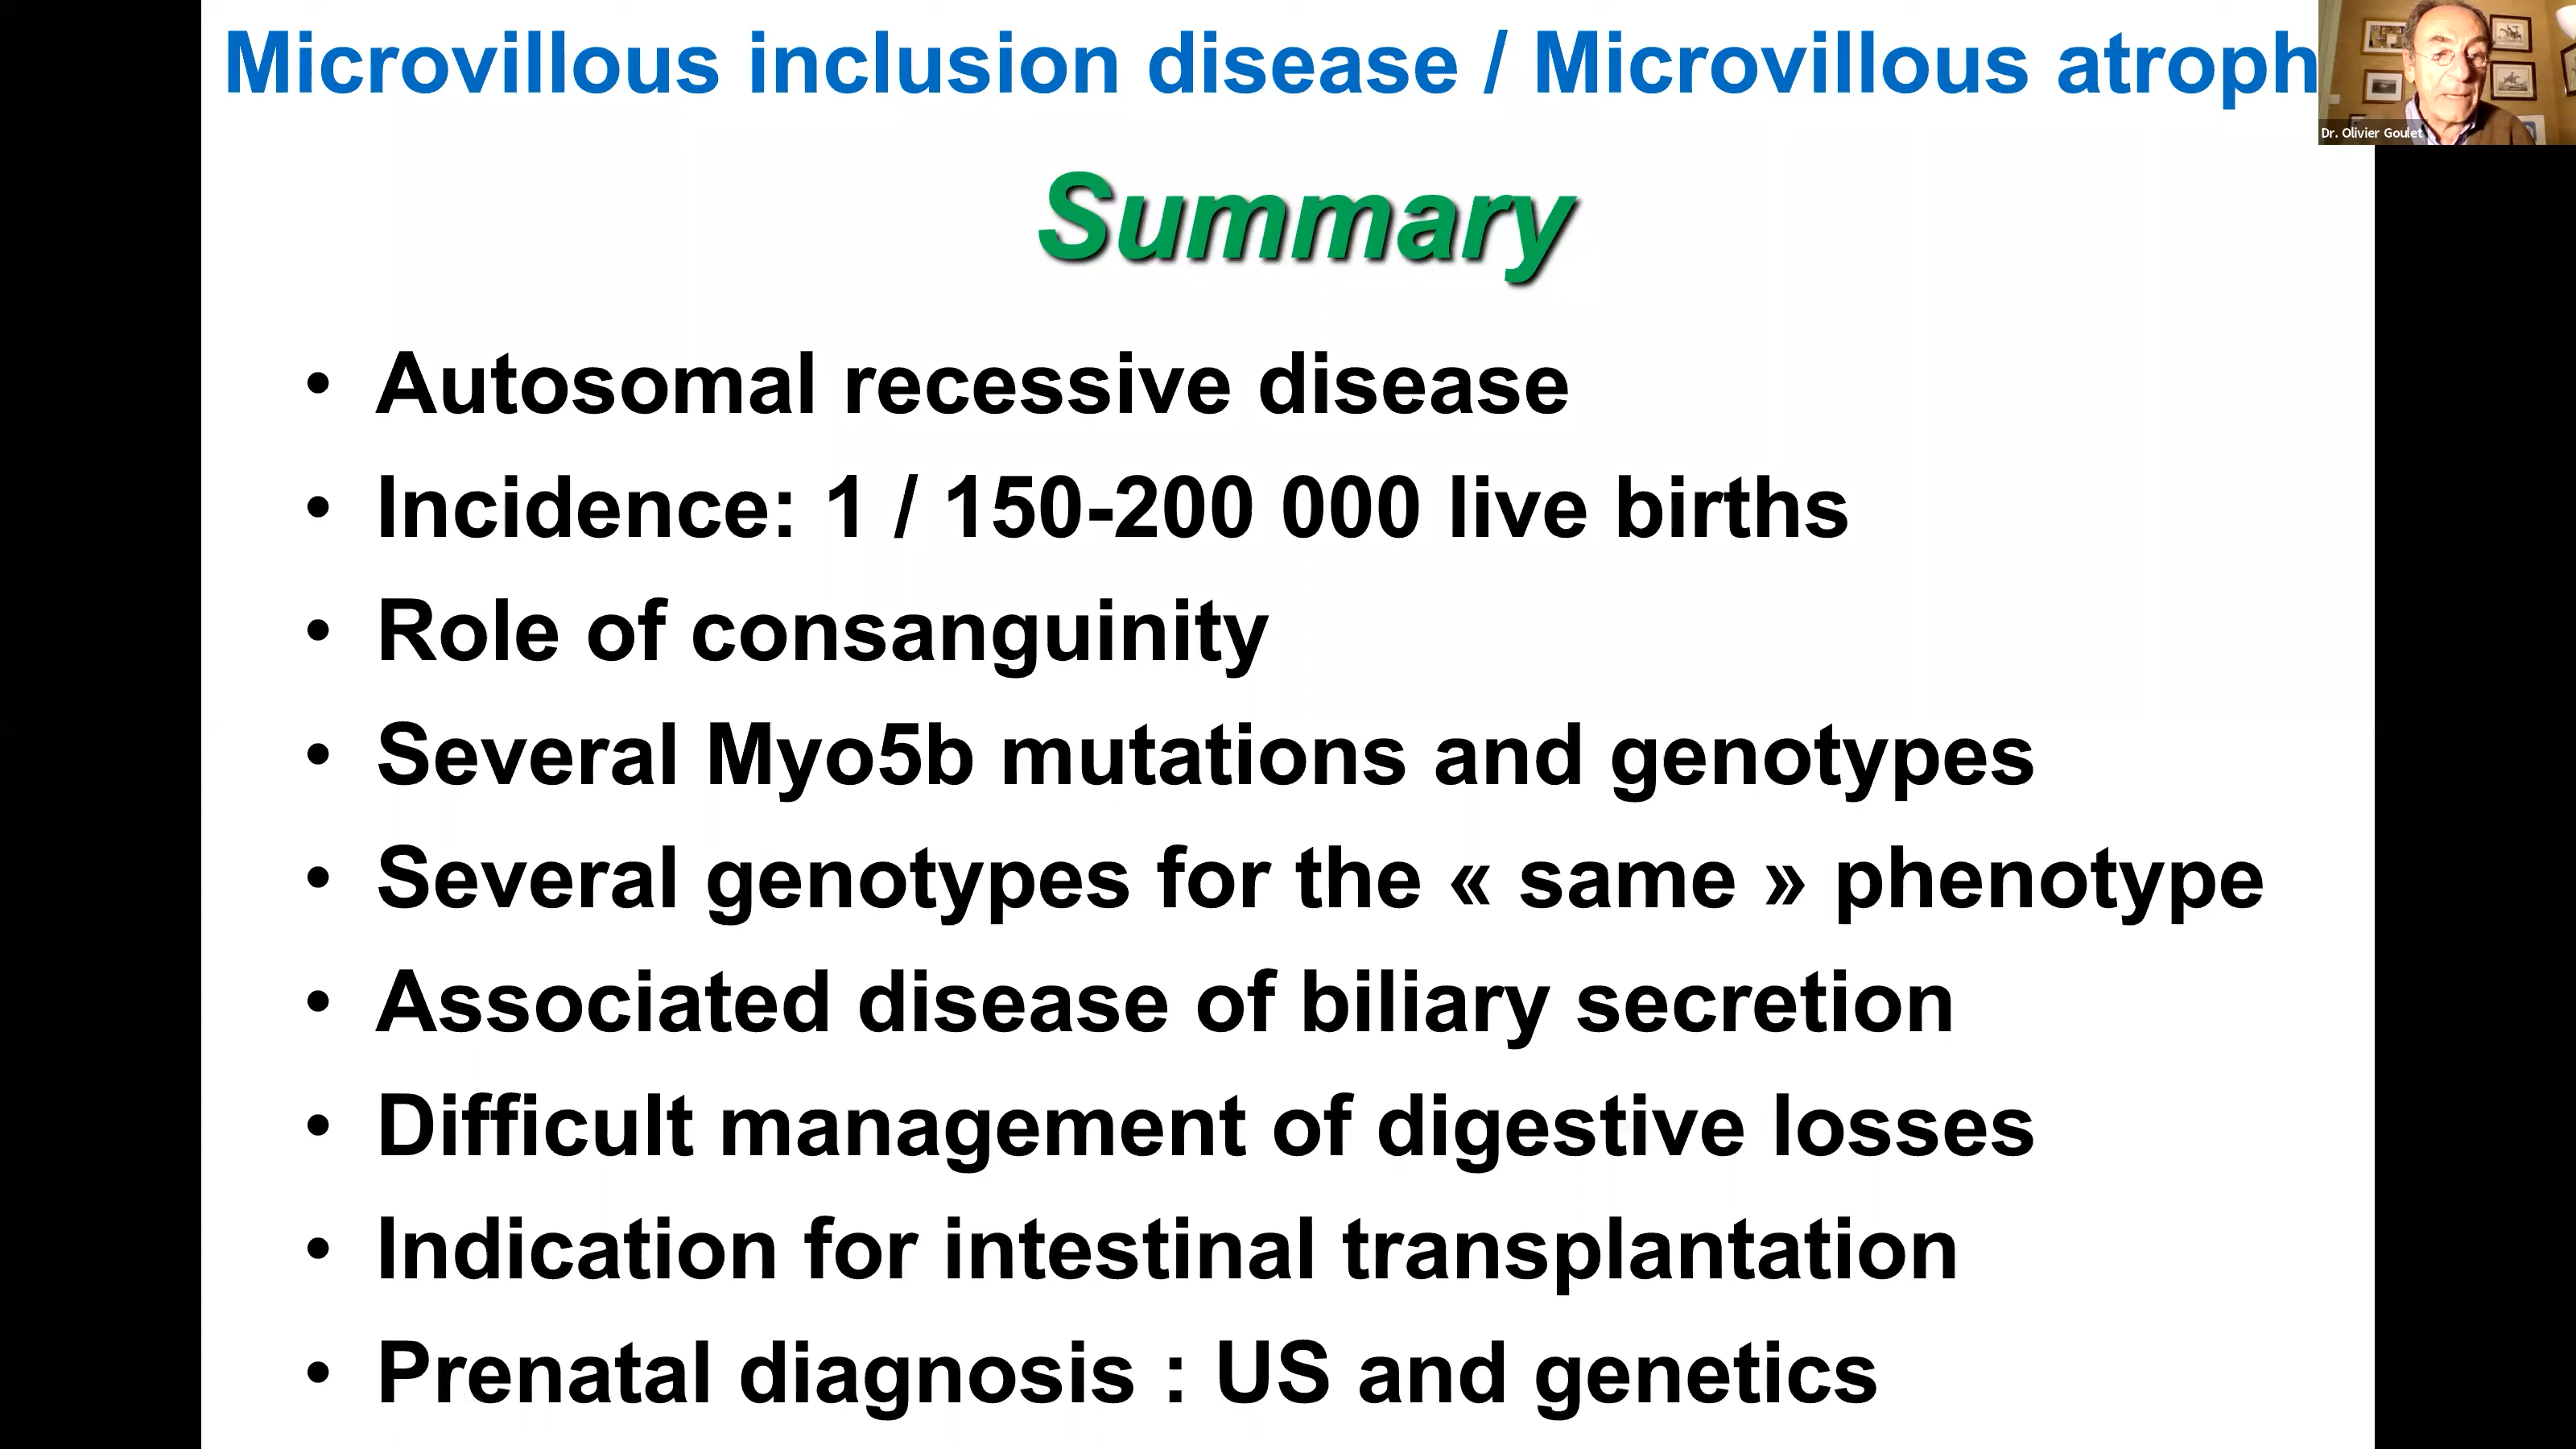 Microvillous inclusion disease / Microvillous atroph
Dr. Olivier Goulet
Summary
• Autosomal recessive disease
• Incidence: 1 / 150-200 000 live births
• Role of consanguinity
• Several Myo5b mutations and genotypes
• Several genotypes for the « same » phenotype
• Associated disease of biliary secretion
• Difficult management of digestive losses
• Indication for intestinal transplantation
• Prenatal diagnosis : US and genetics